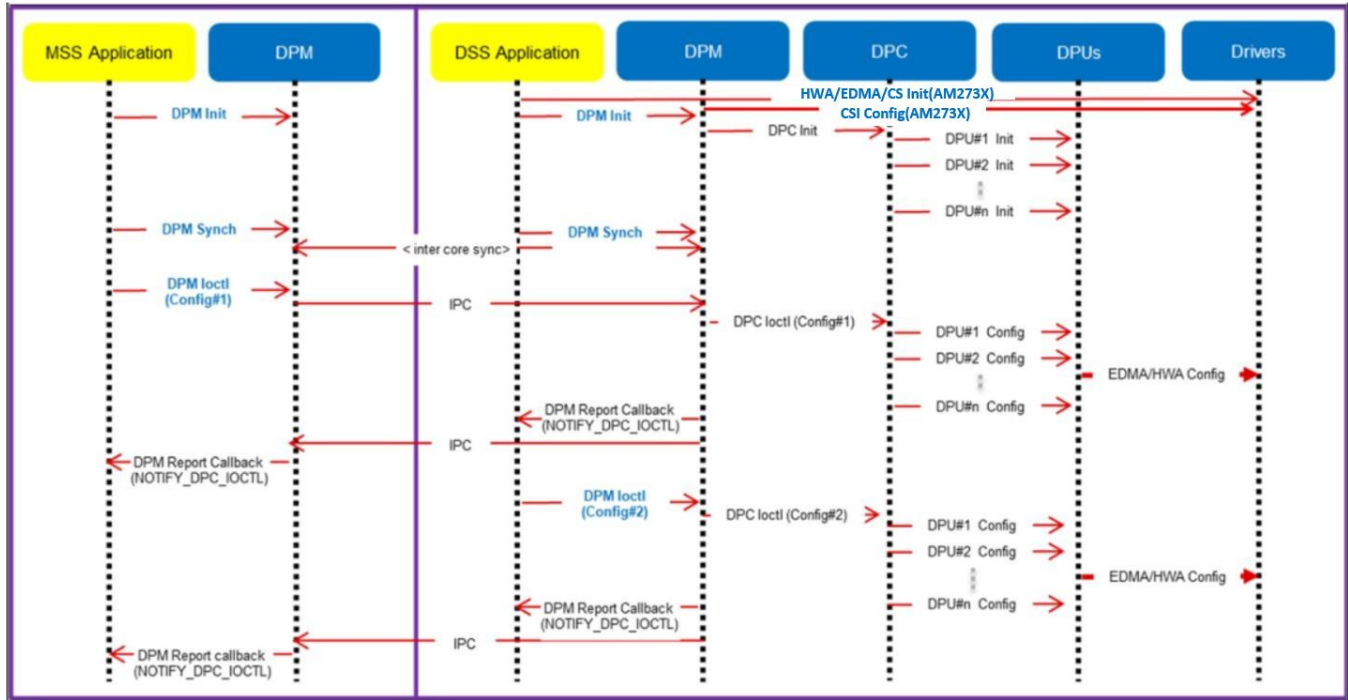 MSS Application
DPM
DSS Application
DPM
DPC
DPUs
Drivers
HWA/EDMA/CS Init(AM273X)
DPM Init
DPM Init
CSI Config(AM273X)
DPC Init
DPU#1 Init
DPU#2 Init
DPU#n Init
DPM Synch
DPM Synch
< inter core sync>
DPM Ioctl
(Config#1)
IPC
DPC Ioctl (Config#1)
DPU#1 Config
DPU#2 Config
EDMA/HWA Config
DPU#n Config
DPM Report Callback
(NOTIFY_DPC_IOCTL)
IPC
DPM Report Callback
(NOTIFY_DPC_IOCTL)
DPM Ioctl
(Config#2)
DPC Ioctl (Config#2)
DPU#1 Config
DPU#2 Config
EDMA/HWA Config
DPU#n Config
DPM Report Callback
(NOTIFY_DPC_IOCTL)
IPC
DPM Report callback
(NOTIFY_DPC_IOCTL)